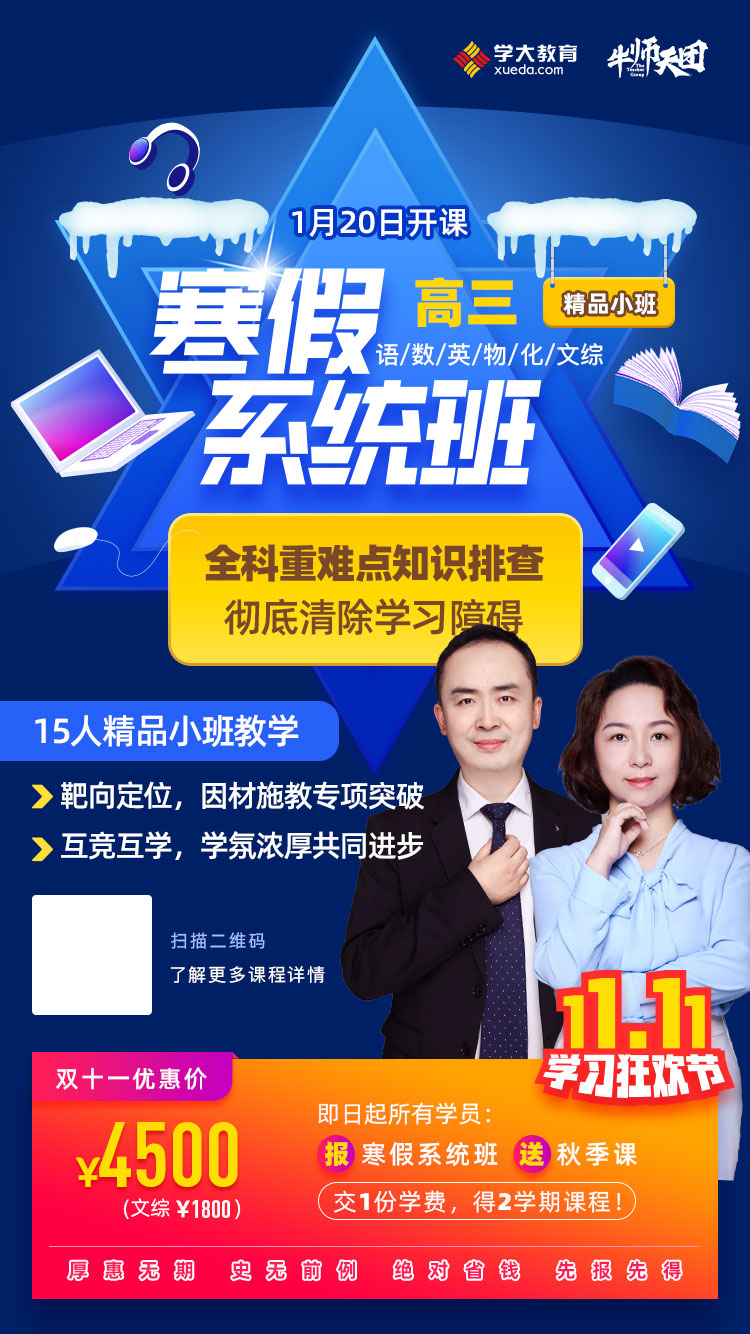 学大教育
xueda.com
牛师天团
The
Teacher
Group
1月20日开课
寒假
高三
精品小班
语/数/英/物/化/文综
系统班
全科重难点知识排查
彻底清除学习障碍
15人精品小班教学
靶向定位，因材施教专项突破
互竞互学，学氛浓厚共同进步
扫描二维码
了解更多课程详情
11.11
学习狂欢节
双十一优惠价
¥4500
(文综 ¥1800)
即日起所有学员：
报 寒假系统班 送 秋季课
交1份学费，得2学期课程！
厚惠无期 史无前例 绝对省钱 先报先得